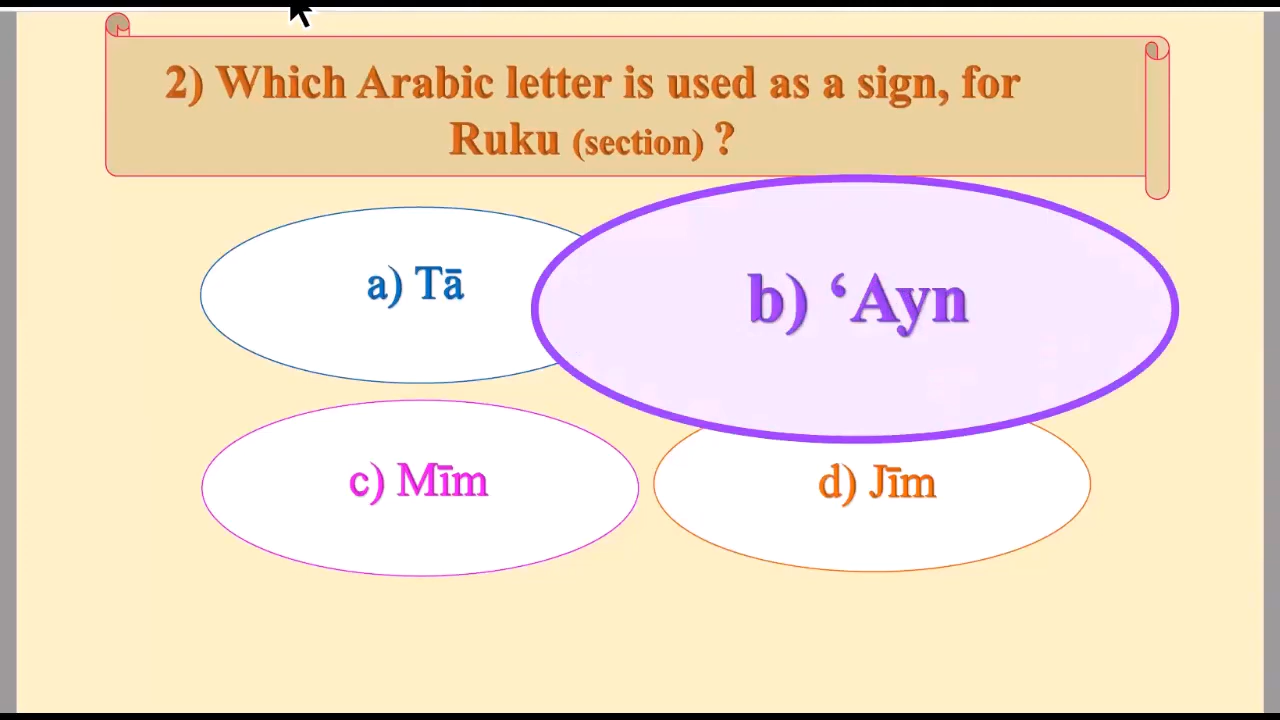 2) Which Arabic letter is used as a sign, for
Ruku (section) ?
a) Tā
b) ‘Ayn
c) Mīm
d) Jīm